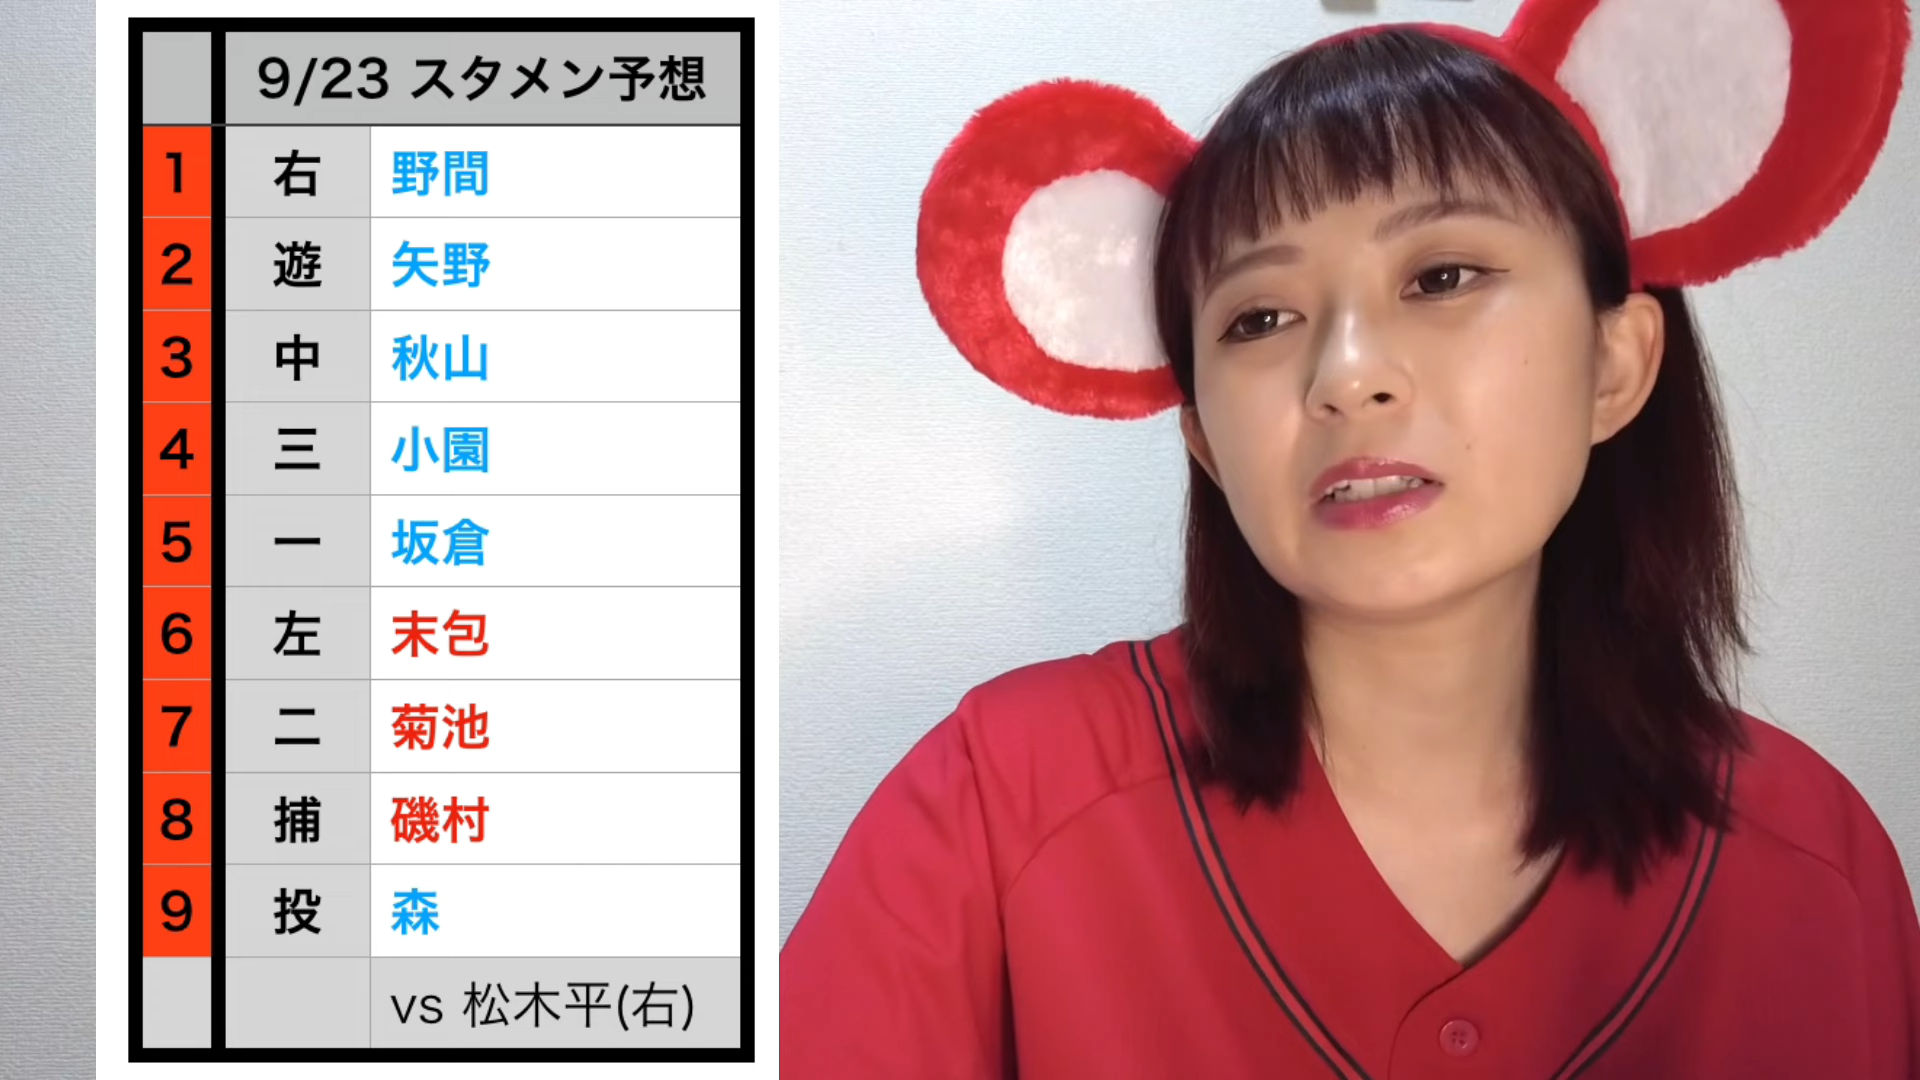 9/23 スタメン予想
1 右 野間
2 遊 矢野
3 中 秋山
4 三 小園
5 一 坂倉
6 左 末包
7 二 菊池
8 捕 磯村
9 投 森
vs 松木平(右)